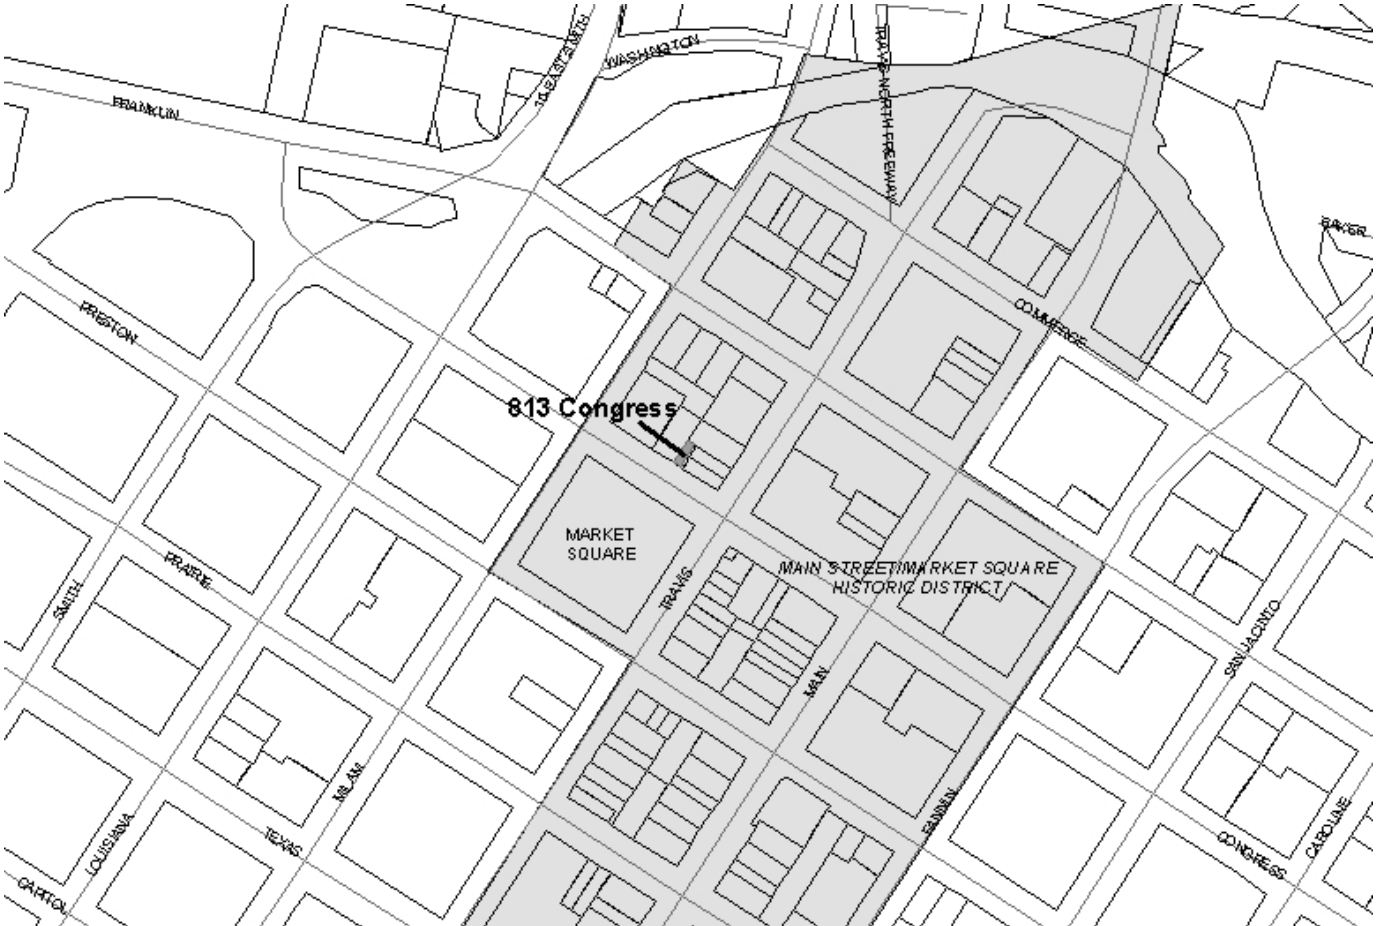 WASHINGTON
FRANKLIN
TRAVIS-NORTH FREEWAY
BAKER
PRESTON
COMMERCE
813 Congress
MARKET
SQUARE
MAIN STREET/MARKET SQUARE
HISTORIC DISTRICT
PRAIRIE
SMITH
TRAVIS
SAN JACINTO
MAIN
MILAM
FANNIN
CAROLINE
CONGRESS
TEXAS
LOUISIANA
CAPITOL